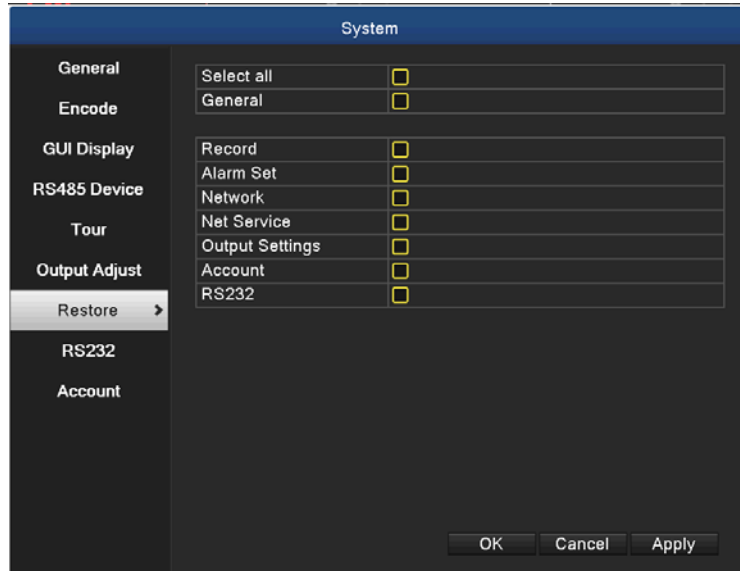 System
General
Encode
GUI Display
RS485 Device
Tour
Output Adjust
Restore
RS232
Account
Select all
General
Record
Alarm Set
Network
Net Service
Output Settings
Account
RS232
OK Cancel Apply